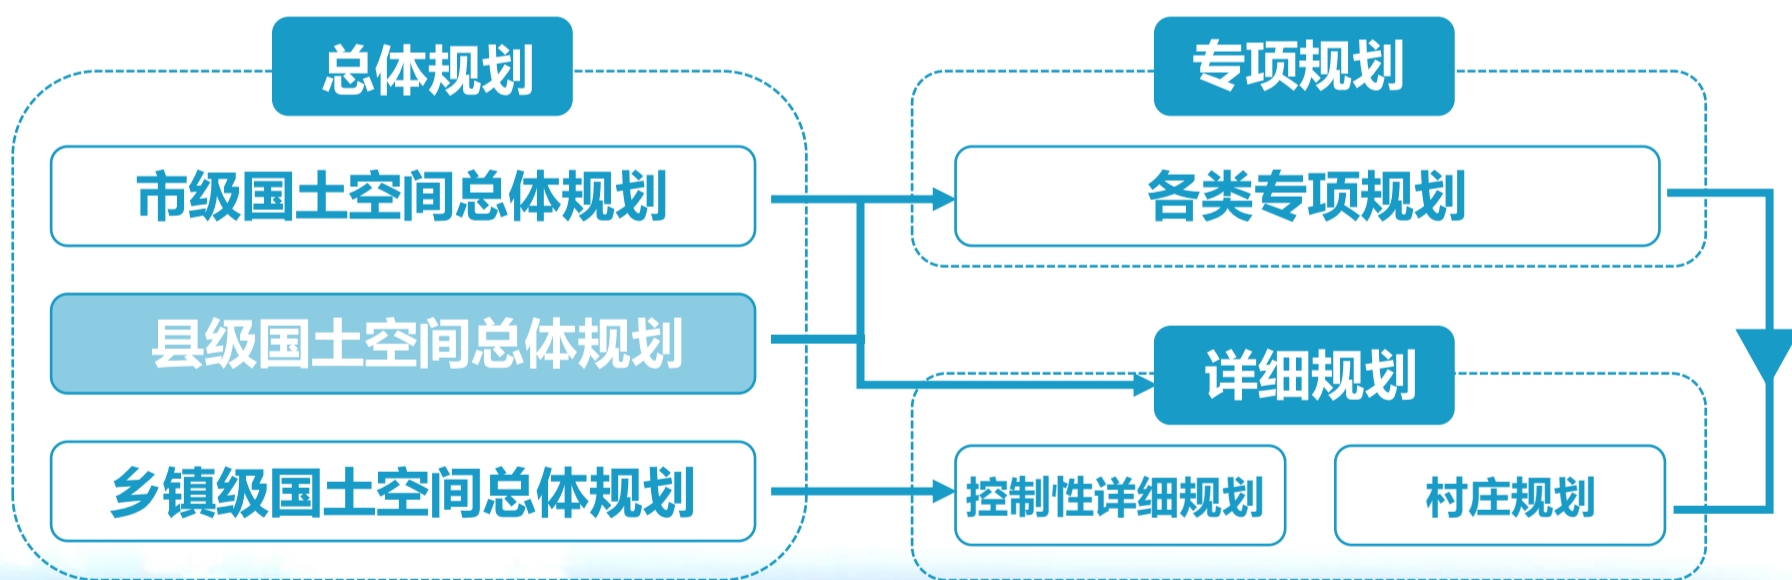 总体规划
市级国土空间总体规划
县级国土空间总体规划
乡镇级国土空间总体规划
专项规划
各类专项规划
详细规划
控制性详细规划
村庄规划